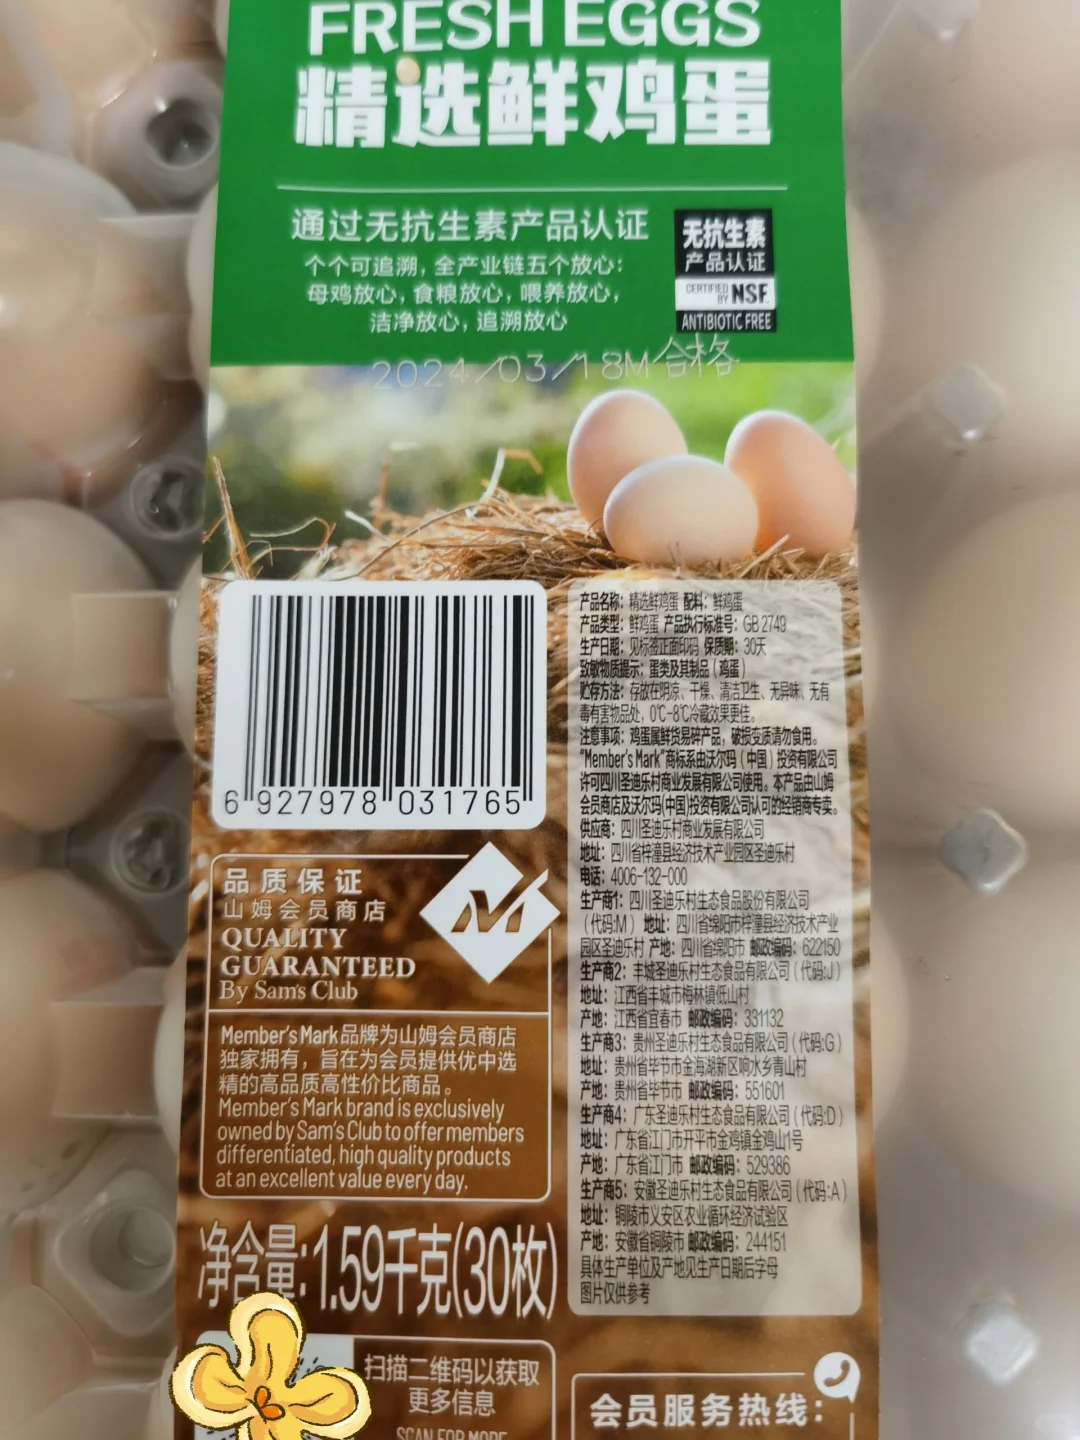 FRESH EGGS
精选鲜鸡蛋
通过无抗生素产品认证
个个可追溯，全产业链五个放心：
母鸡放心，食粮放心，喂养放心，
洁净放心，追溯放心
无抗生素
产品认证
CERTIFIED
BY NSF
ANTIBIOTIC FREE
2024/03/18M合格
6 927978 031765
品质保证
山姆会员商店
QUALITY
GUARANTEED
By Sam's Club
Member's Mark品牌为山姆会员商店
独家拥有，旨在为会员提供优中选
精的高品质高性价比商品。
Member's Mark brand is exclusively
owned by Sam's Club to offer members
differentiated, high quality products
at an excellent value every day.
净含量:1.59千克(30枚)
扫描二维码以获取
更多信息
SCAN FOR MORE
产品名称：精选鲜鸡蛋 配料：鲜鸡蛋
产品类型：鲜鸡蛋 产品执行标准号：GB 2749
生产日期：见标签正面印码 保质期：30天
致敏物质提示：蛋类及其制品（鸡蛋）
贮存方法：存放在阴凉、干燥、清洁卫生、无异味、无有
毒有害物品处，0℃-8℃冷藏效果更佳。
注意事项：鸡蛋属鲜货易碎产品，破损变质请勿食用。
"Member's Mark"商标系由沃尔玛（中国）投资有限公司
许可四川圣迪乐村商业发展有限公司使用。本产品由山姆
会员商店及沃尔玛(中国)投资有限公司认可的经销商专卖。
供应商：四川圣迪乐村商业发展有限公司
地址：四川省梓潼县经济技术产业园区圣迪乐村
电话：4006-132-000
生产商1：四川圣迪乐村生态食品股份有限公司
（代码:M） 地址：四川省绵阳市梓潼县经济技术产业
园区圣迪乐村 产地：四川省绵阳市 邮政编码：622150
生产商2：丰城圣迪乐村生态食品有限公司（代码:J）
地址：江西省丰城市梅林镇低山村
产地：江西省宜春市 邮政编码：331132
生产商3：贵州圣迪乐村生态食品有限公司（代码:G）
地址：贵州省毕节市金海湖新区响水乡青山村
产地：贵州省毕节市 邮政编码：551601
生产商4：广东圣迪乐村生态食品有限公司（代码:D）
地址：广东省江门市开平市金鸡镇金鸡山1号
产地：广东省江门市 邮政编码：529386
生产商5：安徽圣迪乐村生态食品有限公司（代码:A）
地址：铜陵市义安区农业循环经济试验区
产地：安徽省铜陵市 邮政编码：244151
具体生产单位及产地见生产日期后字母
图片仅供参考
会员服务热线：